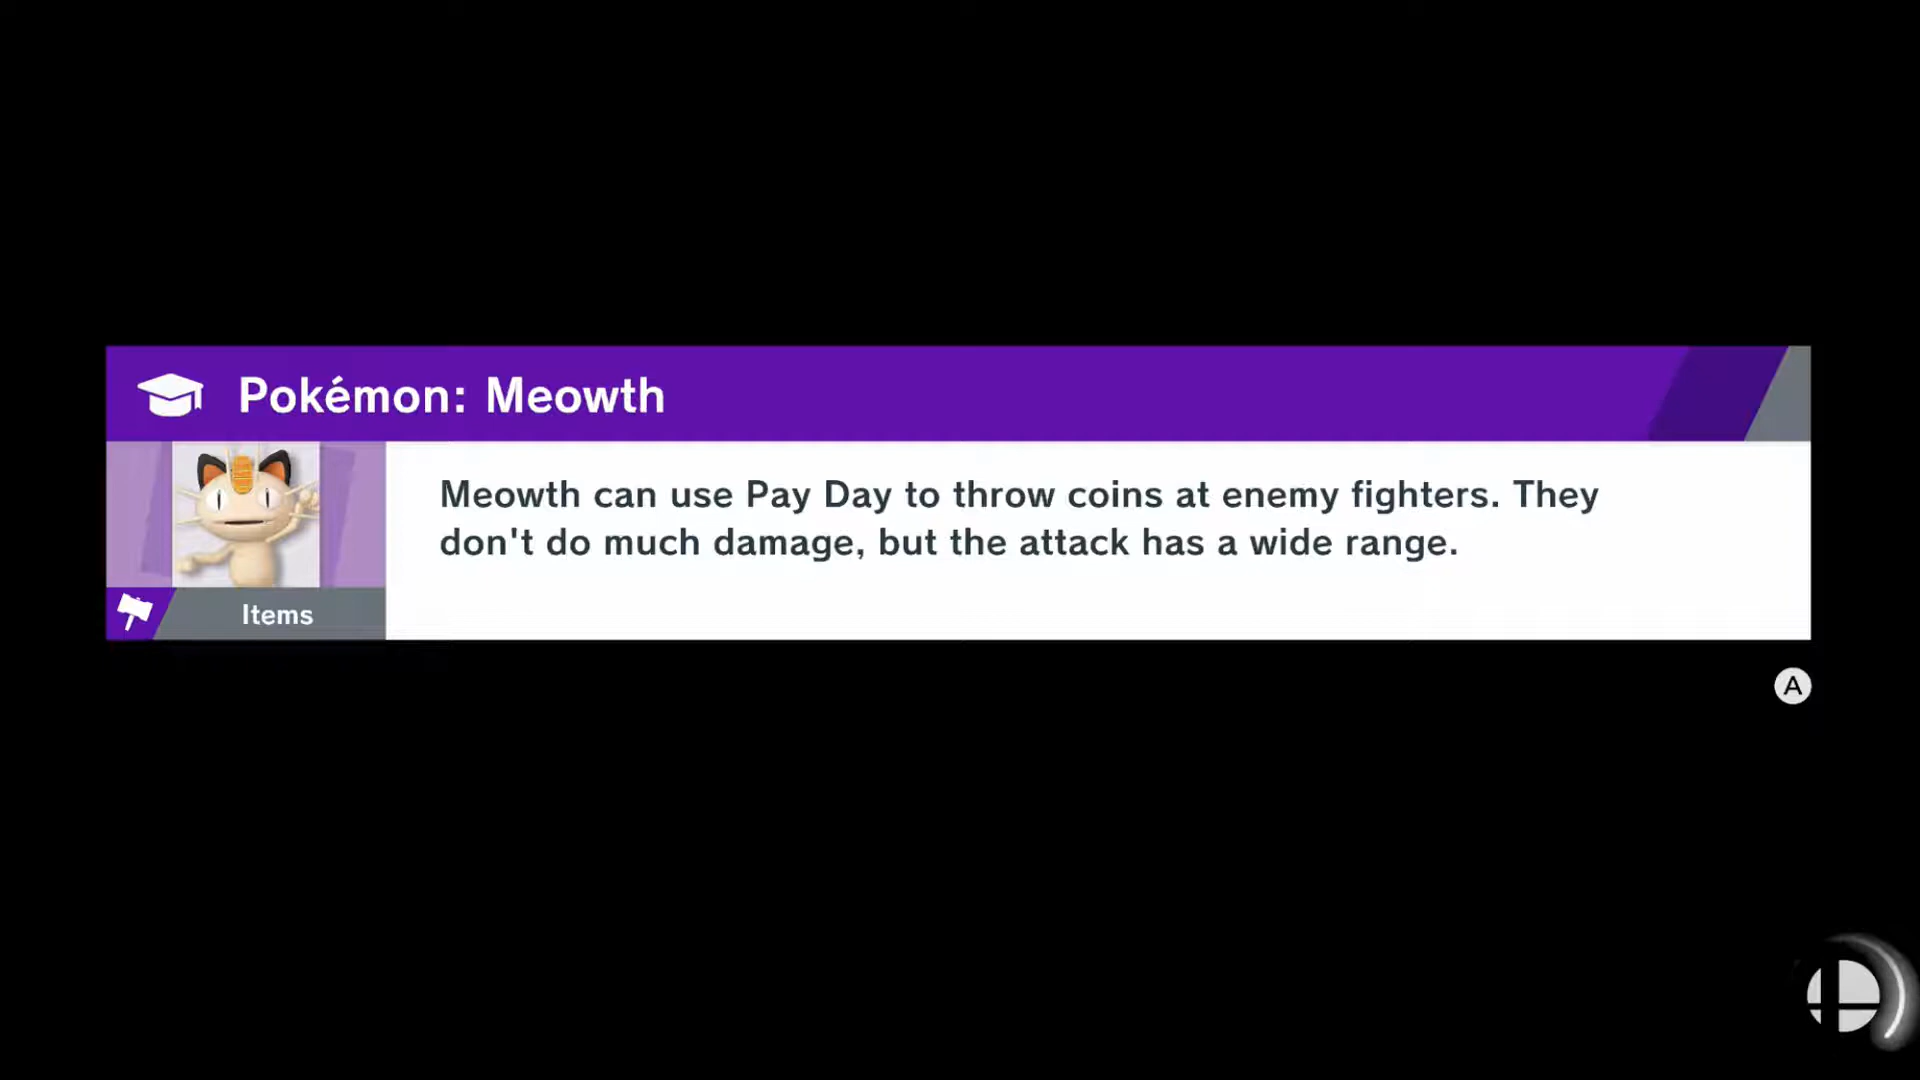 Pokémon: Meowth
Meowth can use Pay Day to throw coins at enemy fighters. They
don't do much damage, but the attack has a wide range.
Items
A